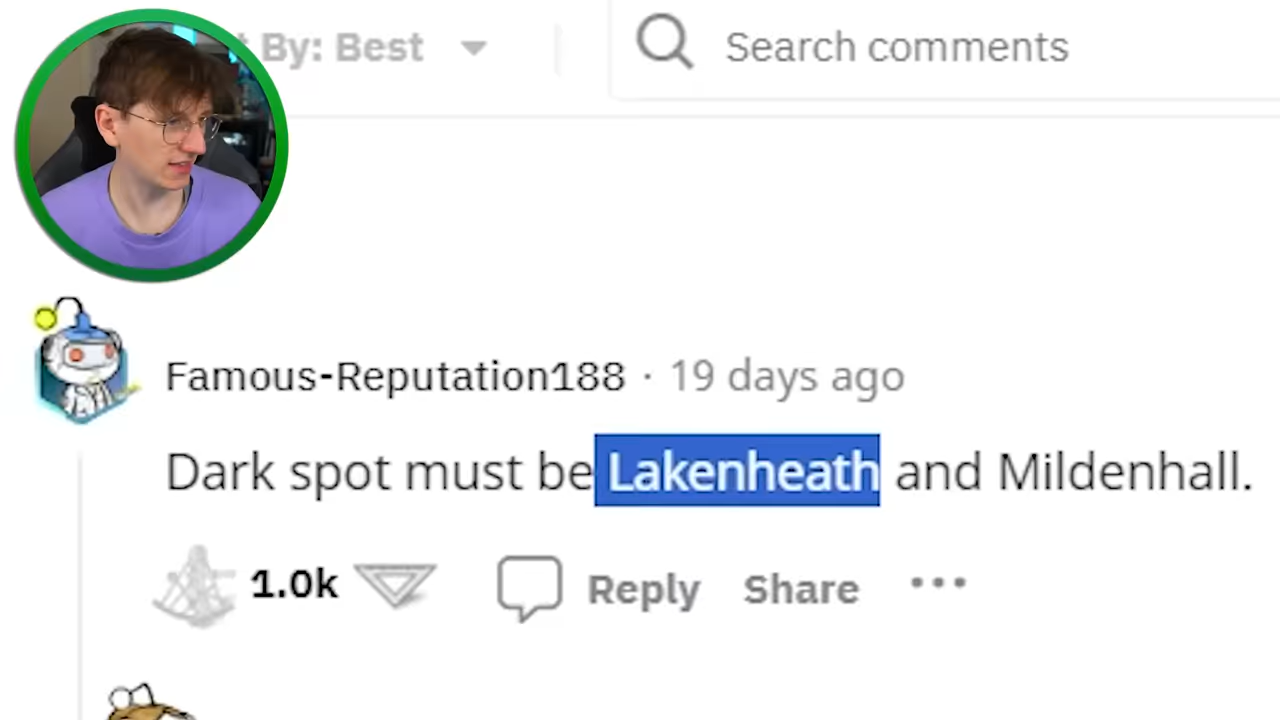 By: Best
Search comments
Famous-Reputation188 · 19 days ago
Dark spot must be Lakenheath and Mildenhall.
1.0k Reply Share ···